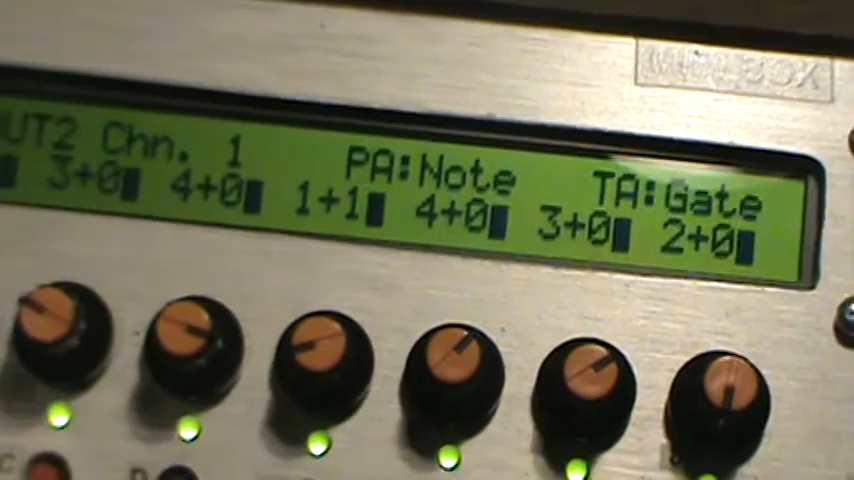 MIDIBOX
OUT2 Chn. 1 PA:Note TA:Gate
3+0 4+0 1+1 4+0 3+0 2+0
C D